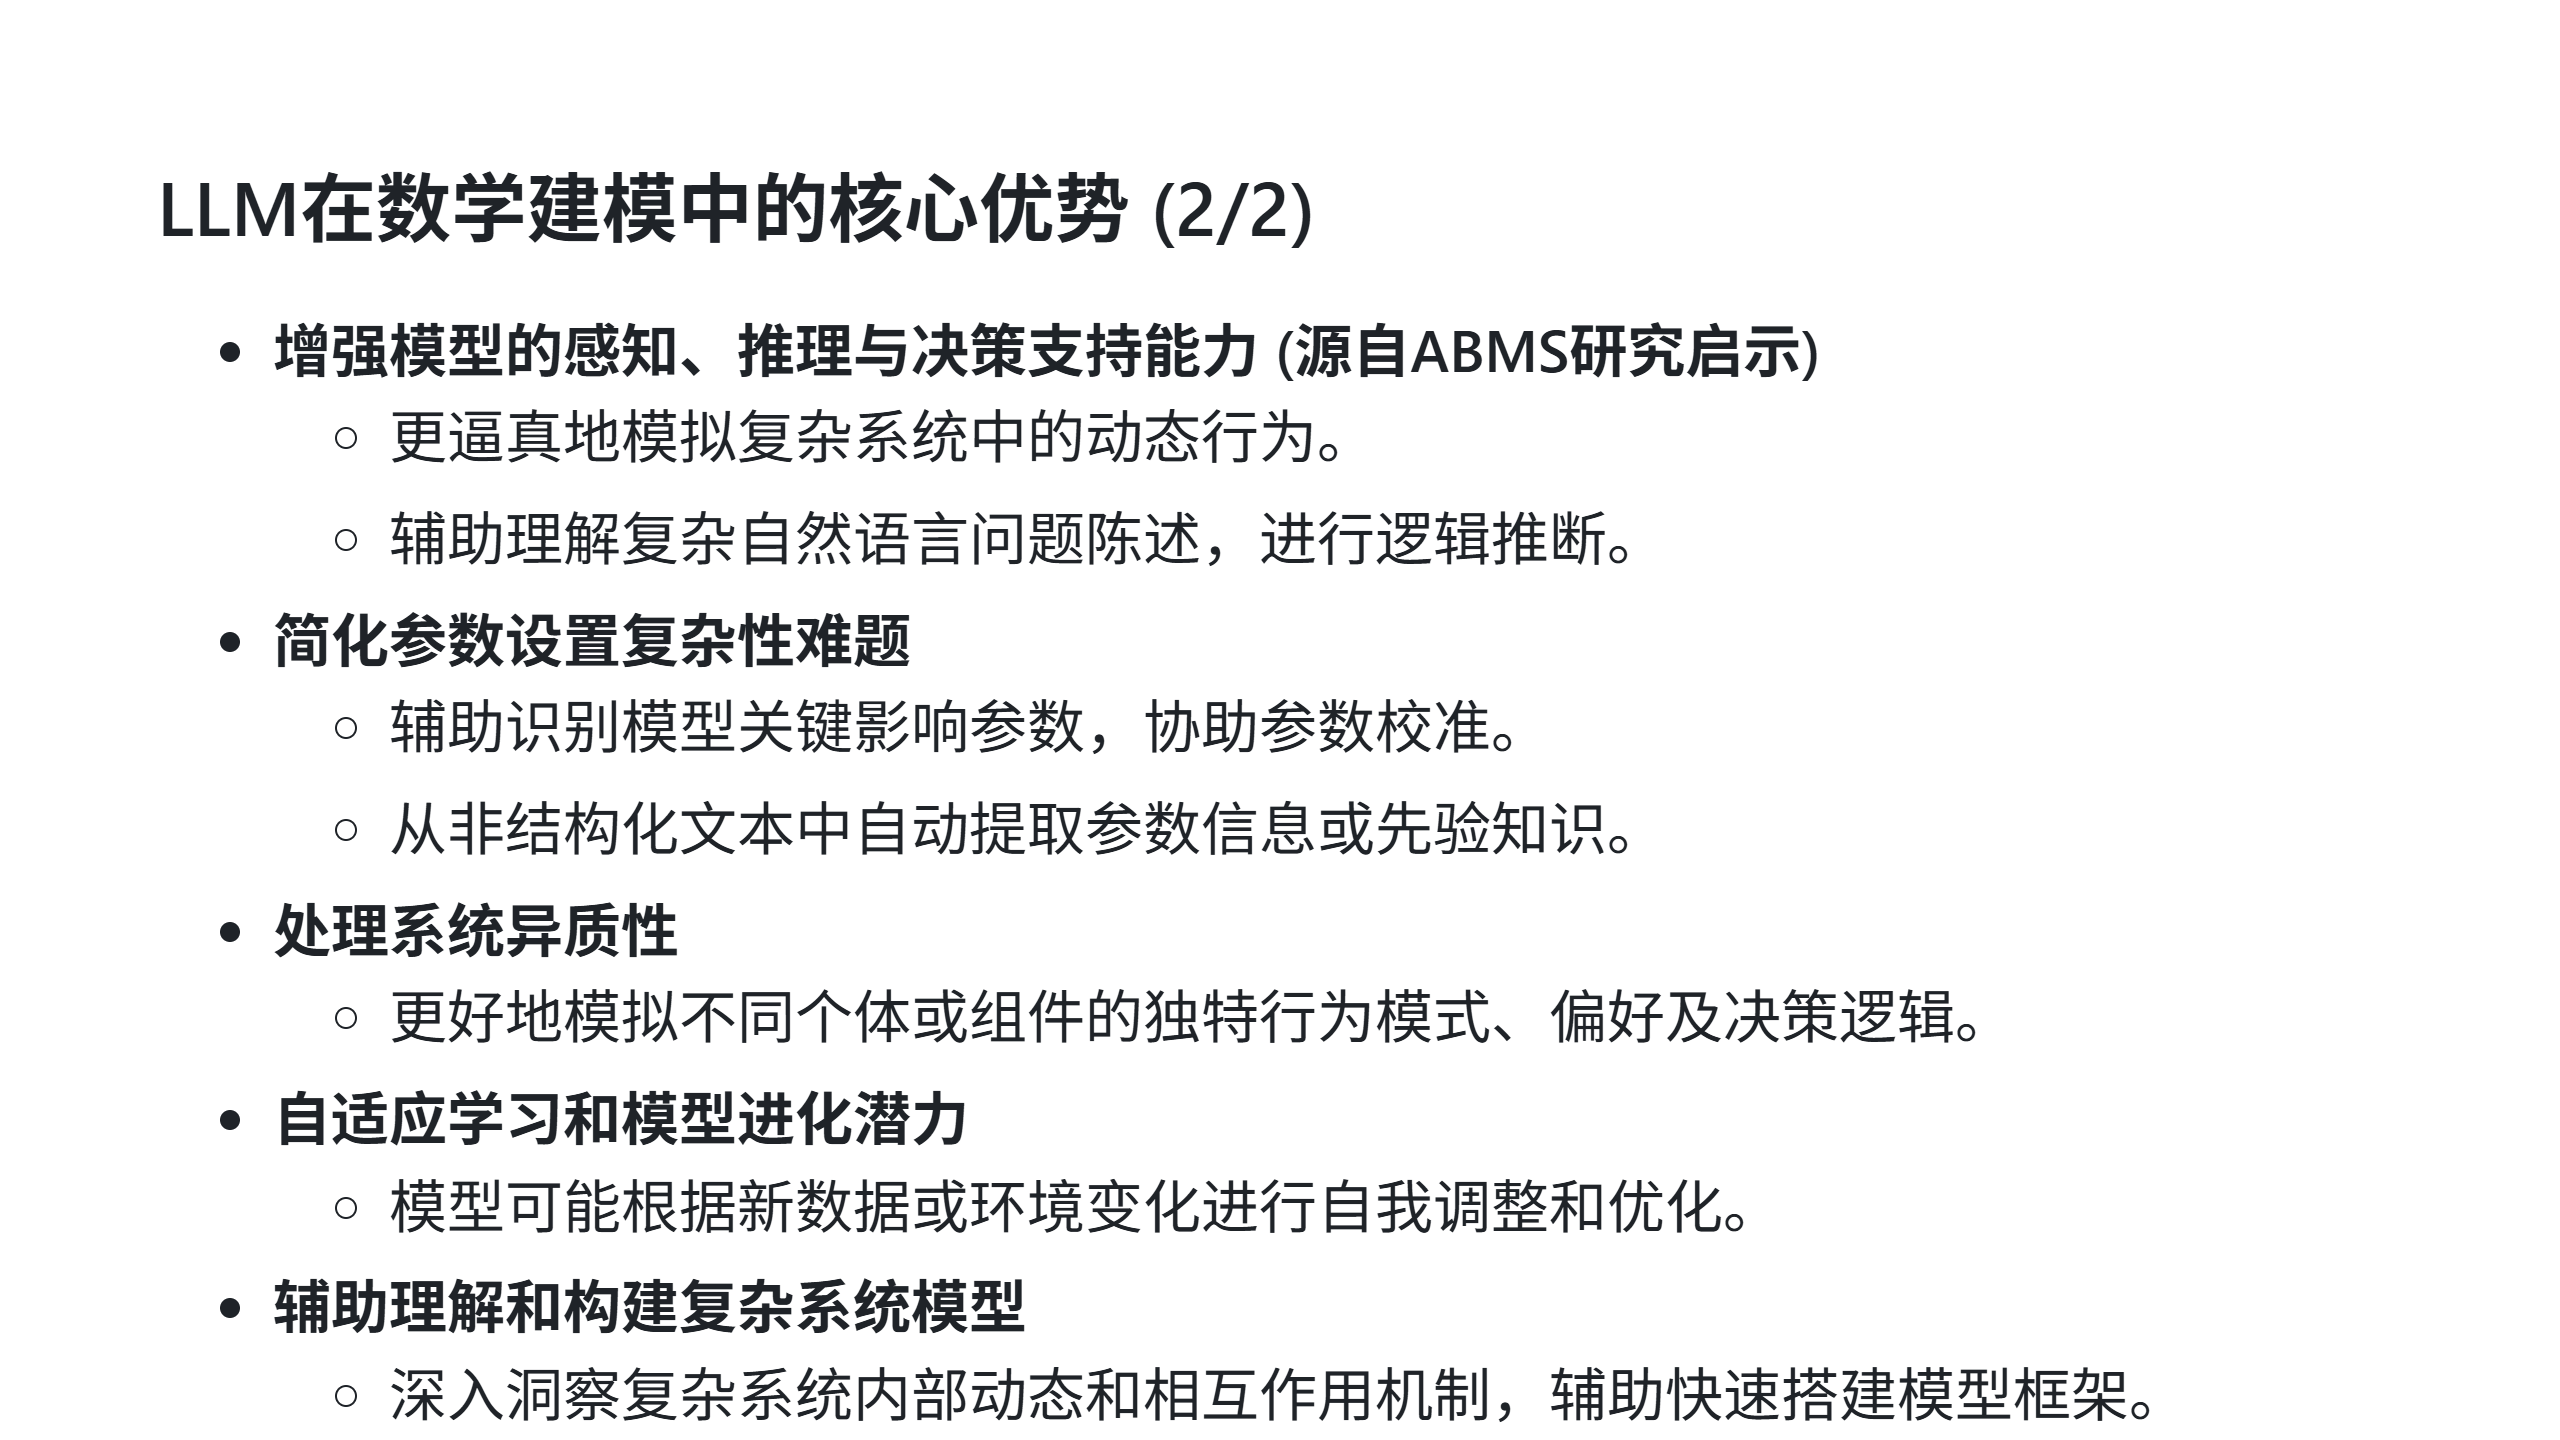 LLM在数学建模中的核心优势 (2/2)
• 增强模型的感知、推理与决策支持能力 (源自ABMS研究启示)
○ 更逼真地模拟复杂系统中的动态行为。
○ 辅助理解复杂自然语言问题陈述，进行逻辑推断。
• 简化参数设置复杂性难题
○ 辅助识别模型关键影响参数，协助参数校准。
○ 从非结构化文本中自动提取参数信息或先验知识。
• 处理系统异质性
○ 更好地模拟不同个体或组件的独特行为模式、偏好及决策逻辑。
• 自适应学习和模型进化潜力
○ 模型可能根据新数据或环境变化进行自我调整和优化。
• 辅助理解和构建复杂系统模型
○ 深入洞察复杂系统内部动态和相互作用机制，辅助快速搭建模型框架。